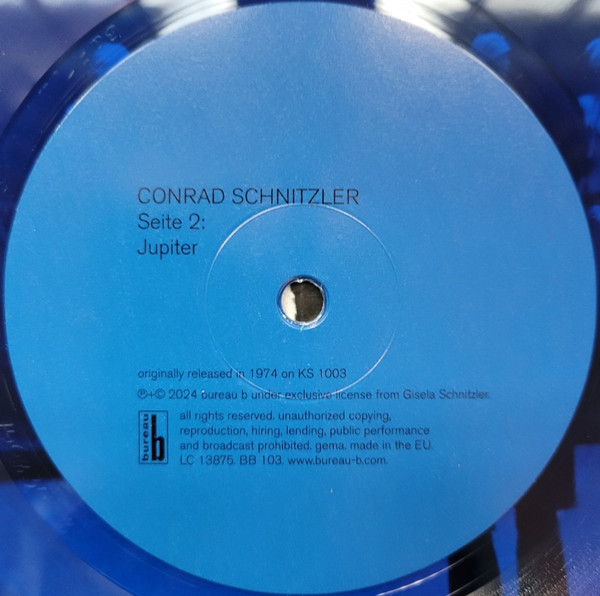 CONRAD SCHNITZLER
Seite 2:
Jupiter
originally released in 1974 on KS 1003
℗+© 2024 bureau b under exclusive license from Gisela Schnitzler.
bureau b
all rights reserved. unauthorized copying,
reproduction, hiring, lending, public performance
and broadcast prohibited. gema. made in the EU.
LC 13875. BB 103. www.bureau-b.com.